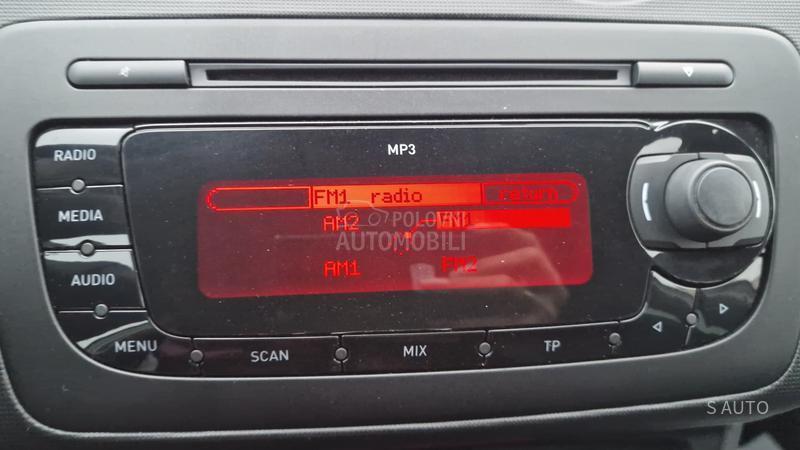 MP3
RADIO
MEDIA
AUDIO
MENU
SCAN
MIX
TP
FM1 radio return
AM2 FM1
AM1 FM2
POLOVNI
AUTOMOBILI
S AUTO